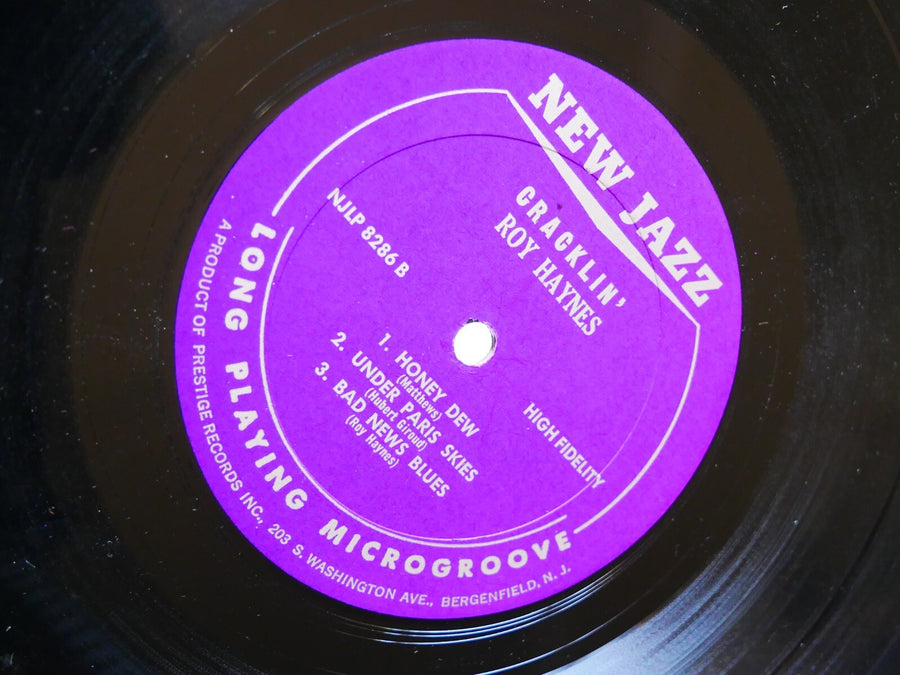 NEW JAZZ
CRACKLIN'
ROY HAYNES
NJLP 8286 B
HIGH FIDELITY
1. HONEY DEW
(Matthews)
2. UNDER PARIS SKIES
(Hubert Giroud)
3. BAD NEWS BLUES
(Roy Haynes)
LONG PLAYING MICROGROOVE
A PRODUCT OF PRESTIGE RECORDS INC., 203 S. WASHINGTON AVE., BERGENFIELD, N. J.